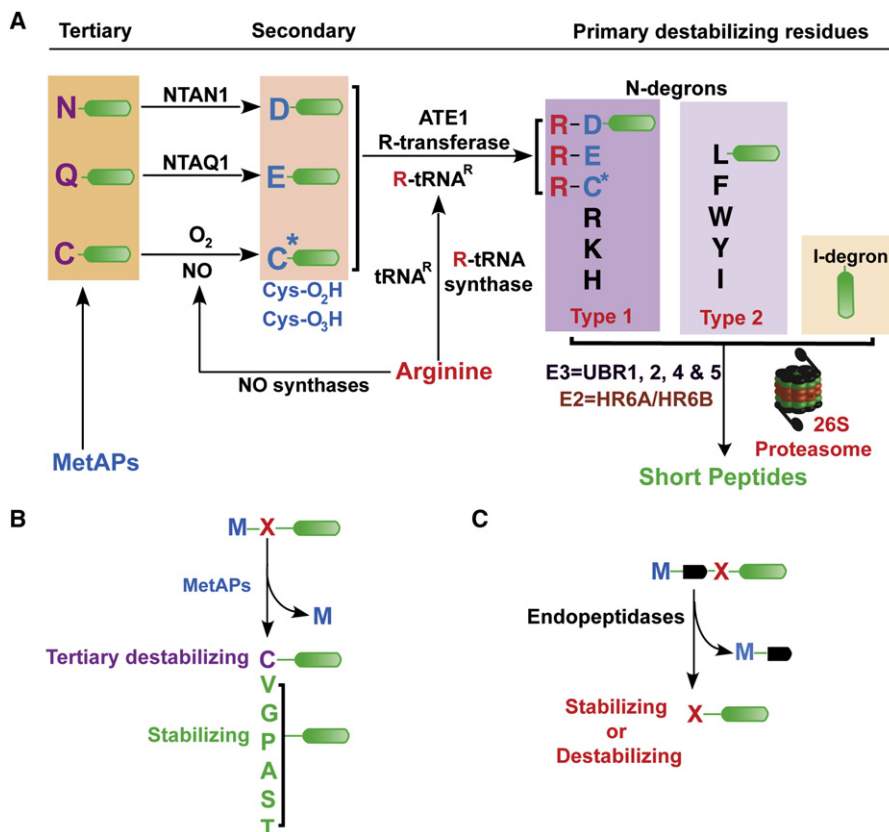 A
Tertiary
Secondary
Primary destabilizing residues
N-degrons
N
NTAN1
D
Q
NTAQ1
E
C
O2
NO
C*
Cys-O2H
Cys-O3H
ATE1
R-transferase
R-tRNA^R
tRNA^R
R-tRNA
synthase
NO synthases
Arginine
MetAPs
R-D
R-E
R-C*
R
K
H
Type 1
L
F
W
Y
I
Type 2
I-degron
E3=UBR1, 2, 4 & 5
E2=HR6A/HR6B
26S
Proteasome
Short Peptides
B
M-X
MetAPs
M
Tertiary destabilizing C
V
G
Stabilizing P
A
S
T
C
M X
Endopeptidases
M
Stabilizing
or
Destabilizing
X